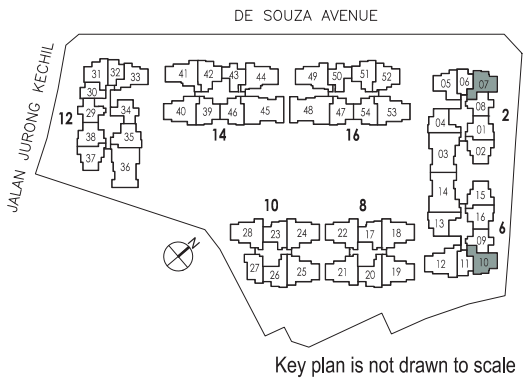 DE SOUZA AVENUE
JALAN JURONG KECHIL
31 32 33 41 42 43 44 49 50 51 52 05 06 07
30 08
29 34 40 39 46 45 48 47 54 53 04 01
12 14 16 2
38 35 03 02
37 36
14 15
10 8
13 16
28 23 24 22 17 18 6
09
27 26 25 21 20 19 12 11 10
N
Key plan is not drawn to scale